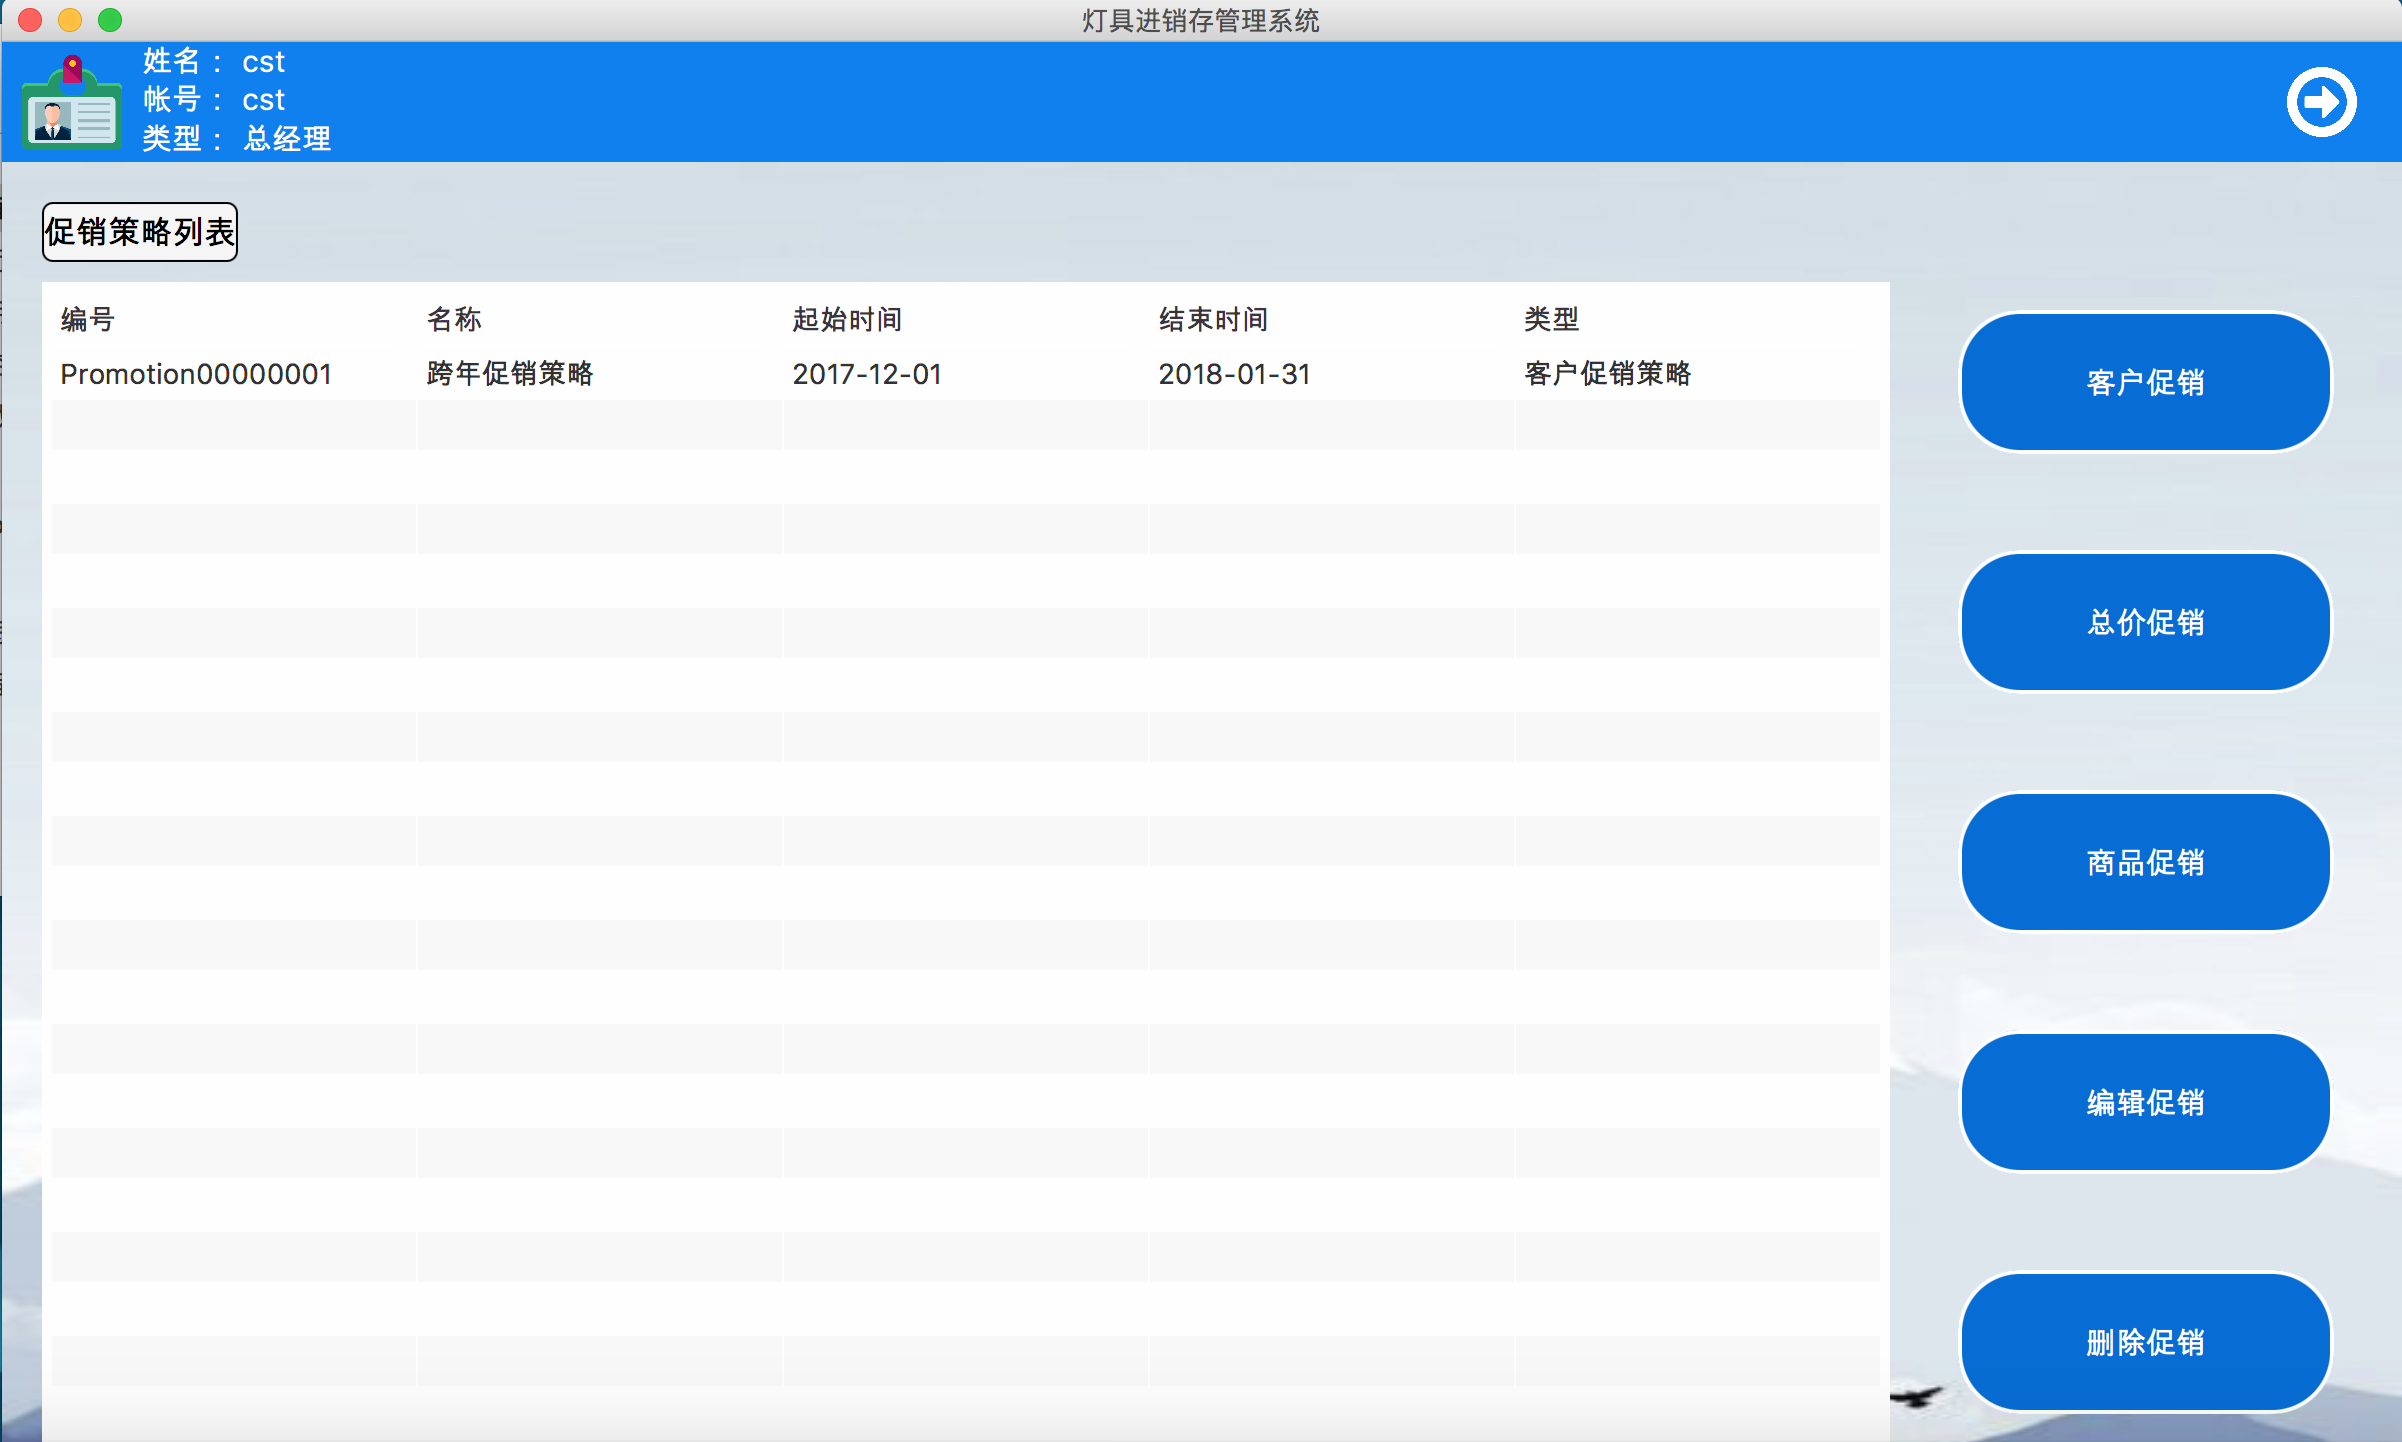 灯具进销存管理系统
姓名： cst
帐号： cst
类型： 总经理
促销策略列表
编号 名称 起始时间 结束时间 类型
Promotion00000001 跨年促销策略 2017-12-01 2018-01-31 客户促销策略
客户促销
总价促销
商品促销
编辑促销
删除促销